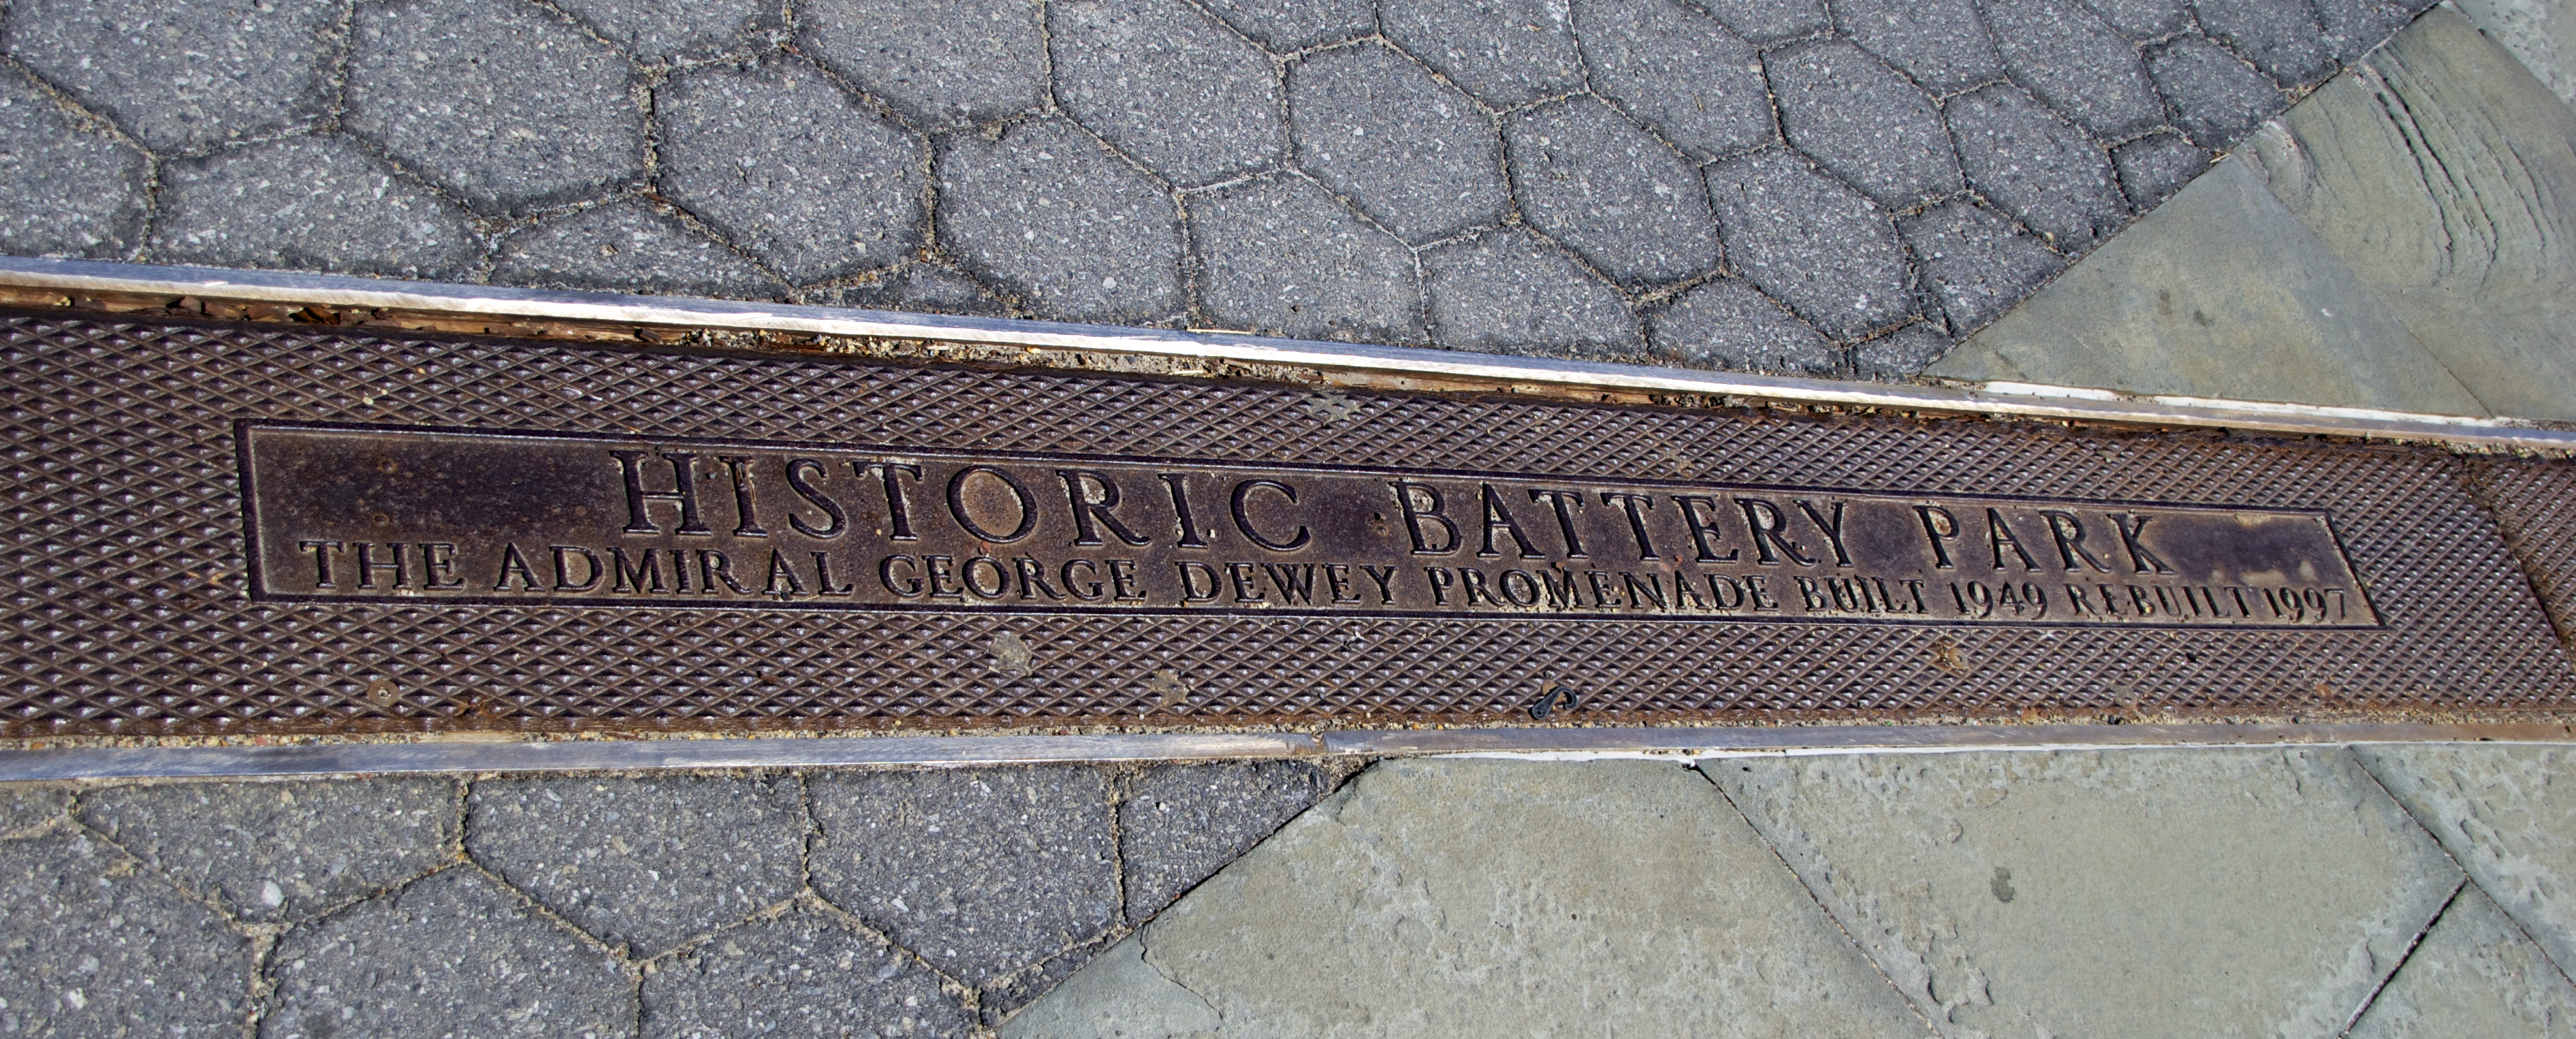 HISTORIC BATTERY PARK
THE ADMIRAL GEORGE DEWEY PROMENADE BUILT 1949 REBUILT 1997